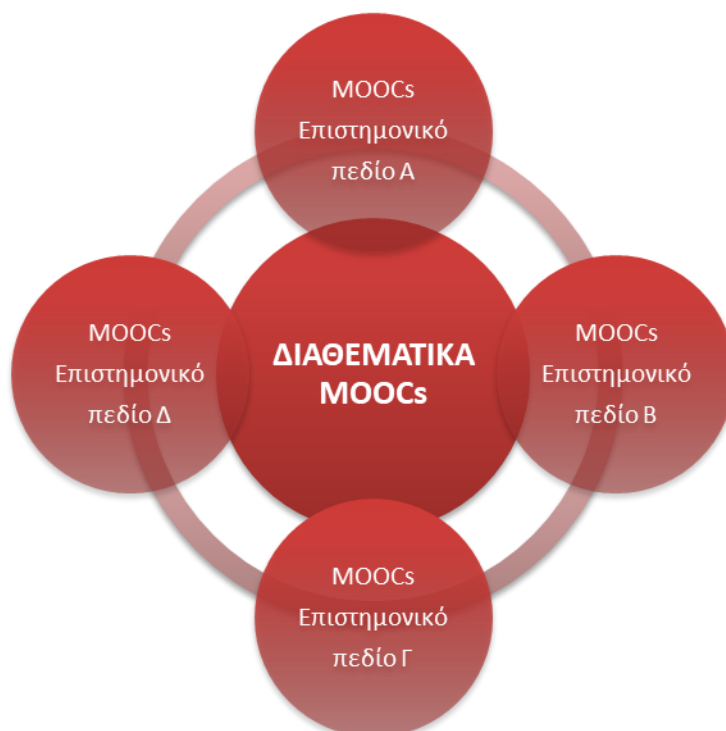 MOOCs
Επιστημονικό
πεδίο Α
MOOCs
Επιστημονικό
πεδίο Δ
ΔΙΑΘΕΜΑΤΙΚΑ
MOOCs
MOOCs
Επιστημονικό
πεδίο Β
MOOCs
Επιστημονικό
πεδίο Γ